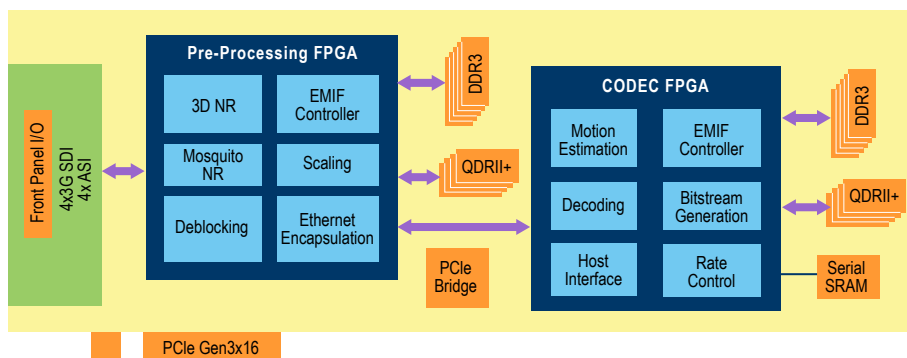 Front Panel I/O
4x3G SDI
4x ASI
Pre-Processing FPGA
3D NR
EMIF
Controller
Mosquito
NR
Scaling
Deblocking
Ethernet
Encapsulation
DDR3
QDRII+
PCIe
Bridge
CODEC FPGA
Motion
Estimation
EMIF
Controller
Decoding
Bitstream
Generation
Host
Interface
Rate
Control
DDR3
QDRII+
Serial
SRAM
PCIe Gen3x16